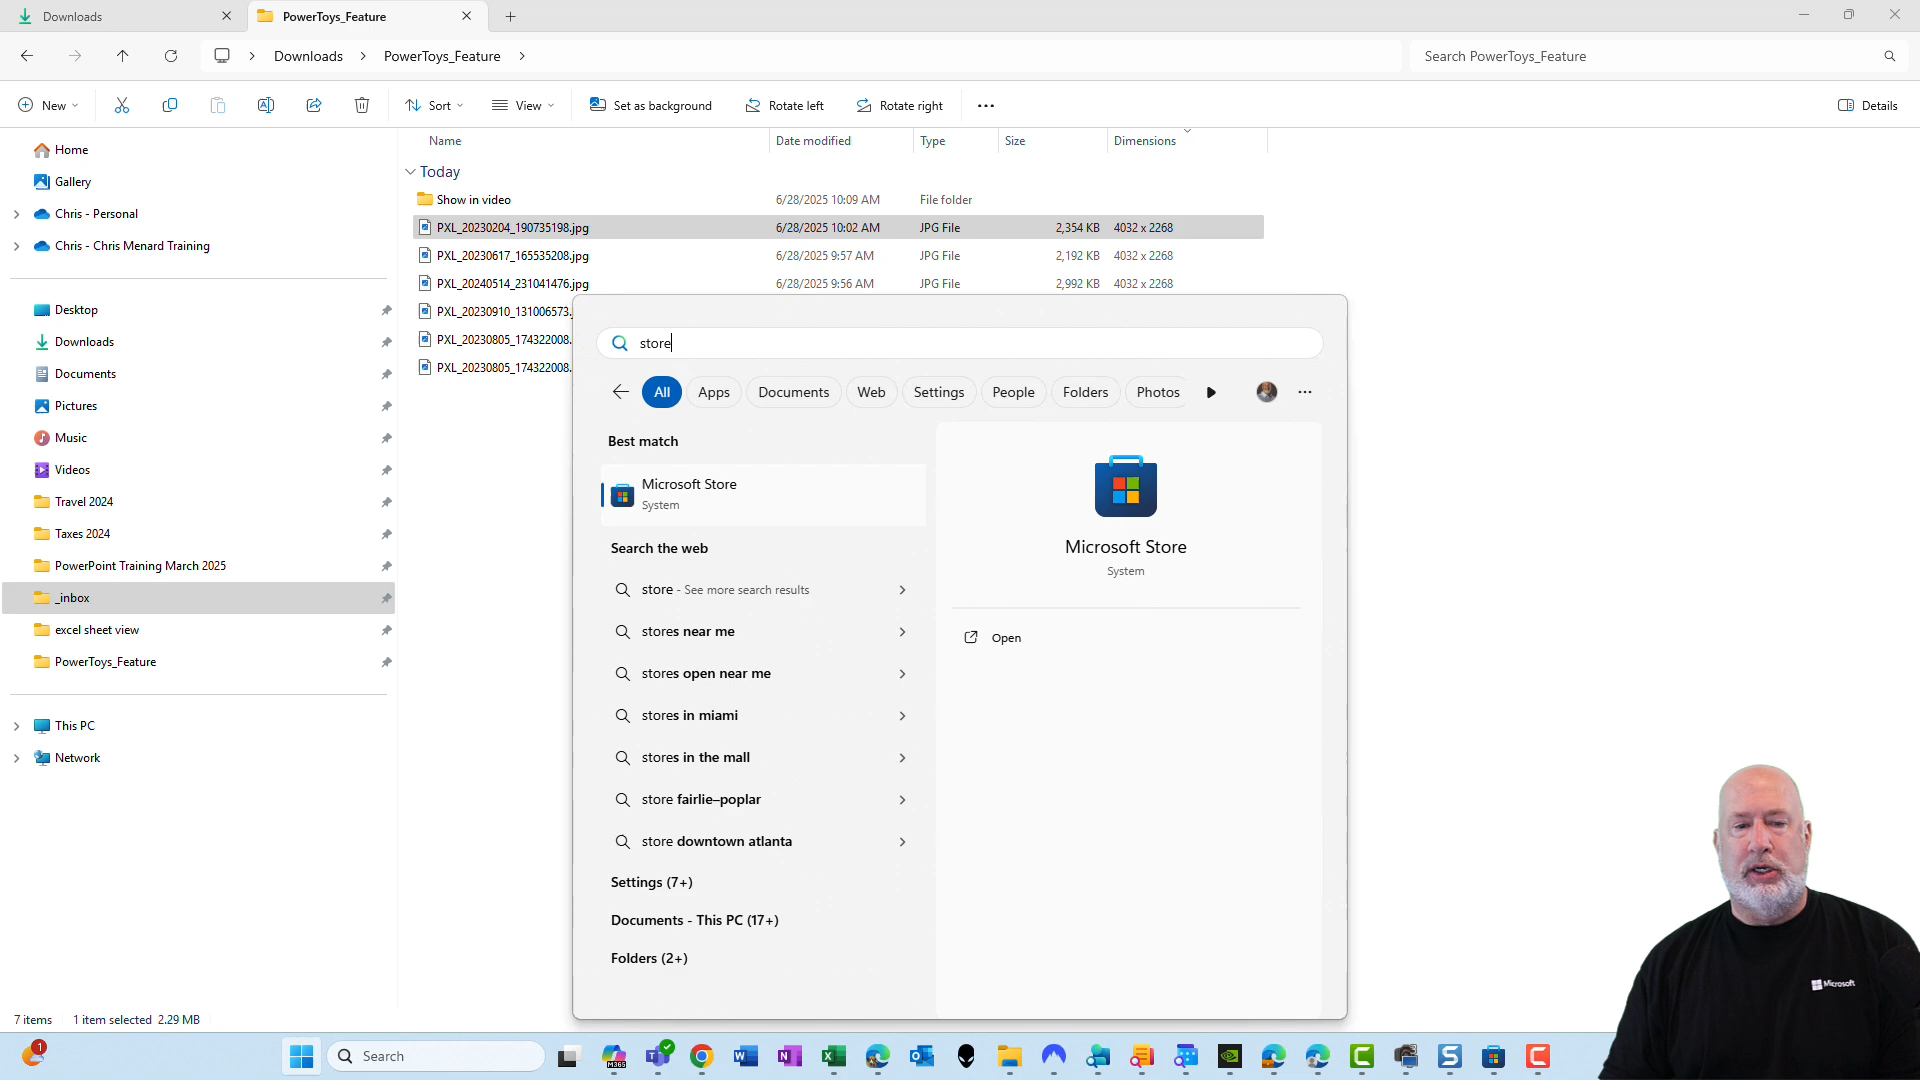 Downloads
PowerToys_Feature
Downloads
PowerToys_Feature
Search PowerToys_Feature
New
Sort
View
Set as background
Rotate left
Rotate right
Details
Name
Date modified
Type
Size
Dimensions
Home
Gallery
Chris - Personal
Chris - Chris Menard Training
Desktop
Downloads
Documents
Pictures
Music
Videos
Travel 2024
Taxes 2024
PowerPoint Training March 2025
_inbox
excel sheet view
PowerToys_Feature
This PC
Network
Today
Show in video 6/28/2025 10:09 AM File folder
PXL_20230204_190735198.jpg 6/28/2025 10:02 AM JPG File 2,354 KB 4032 x 2268
PXL_20230617_165535208.jpg 6/28/2025 9:57 AM JPG File 2,192 KB 4032 x 2268
PXL_20240514_231041476.jpg 6/28/2025 9:56 AM JPG File 2,992 KB 4032 x 2268
PXL_20230910_131006573.
PXL_20230805_174322008.
PXL_20230805_174322008.
store
All
Apps
Documents
Web
Settings
People
Folders
Photos
Best match
Microsoft Store
System
Search the web
store - See more search results
stores near me
stores open near me
stores in miami
stores in the mall
store fairlie–poplar
store downtown atlanta
Settings (7+)
Documents - This PC (17+)
Folders (2+)
Microsoft Store
System
Open
Microsoft
7 items
1 item selected 2.29 MB
1
Search
M365